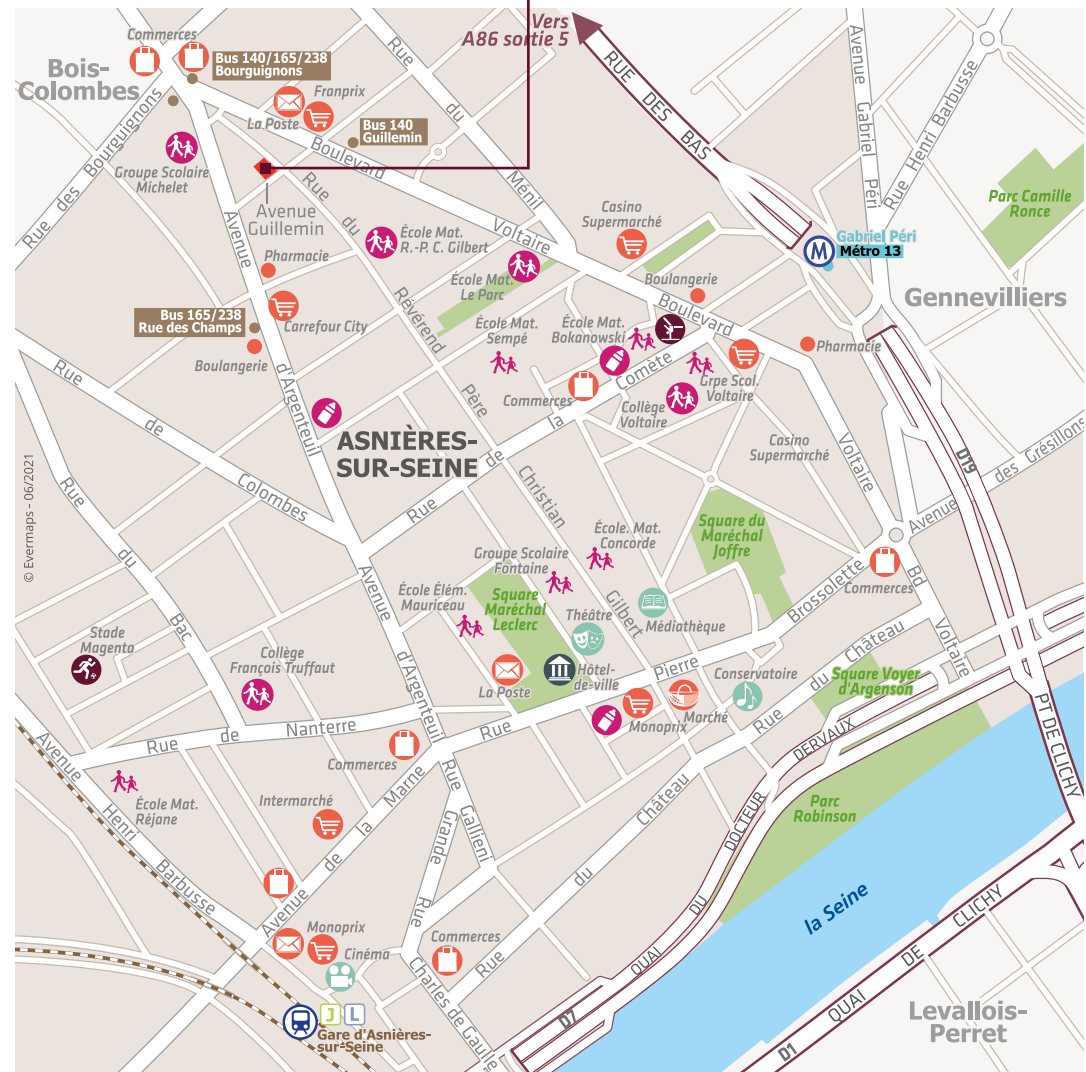 Vers
A86 sortie 5
Commerces
Bus 140/165/238
Bourguignons
Bois-
Colombes
Franprix
La Poste
Bus 140
Guillemin
Groupe Scolaire
Michelet
Rue des Bourguignons
Avenue
Guillemin
Rue du Ménil
RUE DES BAS
Avenue Gabriel Péri
Gabriel Péri
Rue Henri Barbusse
Parc Camille
Ronce
Boulevard Voltaire
École Mat.
R.-P. C. Gilbert
Casino
Supermarché
M
Gabriel Péri
Métro 13
Pharmacie
École Mat.
Le Parc
Boulangerie
Gennevilliers
Bus 165/238
Rue des Champs
Carrefour City
Boulangerie
École Mat.
Sempé
École Mat.
Bokanowski
Boulevard
Voltaire
Pharmacie
Rue du Révérend Père Christian Gilbert
Commerces
Grpe Scol.
Voltaire
Collège
Voltaire
Rue de la Comète
Avenue d'Argenteuil
ASNIÈRES-
SUR-SEINE
Casino
Supermarché
Rue de Colombes
D19
Avenue des Grésillons
© Evermaps - 06/2021
Rue du Bac
Square du
Maréchal
Joffre
École. Mat.
Concorde
Groupe Scolaire
Fontaine
École Élém.
Mauriceau
Square
Maréchal
Leclerc
Avenue d'Argenteuil
Commerces
Bd Voltaire
Médiathèque
Théâtre
Stade
Magenta
Collège
François Truffaut
La Poste
Hôtel-
de-ville
Rue Pierre Brossolette
Conservatoire
Square Voyer
d'Argenson
Rue du Château
Monoprix
Marché
Rue de Nanterre
Commerces
PT DE CLICHY
École Mat.
Réjane
Intermarché
Avenue Henri Barbusse
Avenue de la Marne
Rue Gallieni
Grande Rue Charles de Gaulle
Rue du Château
Parc
Robinson
QUAI DU DOCTEUR DERVAUX
la Seine
Monoprix
Cinéma
Commerces
J
L
Gare d'Asnières-
sur-Seine
D7
QUAI DE CLICHY
D1
Levallois-
Perret